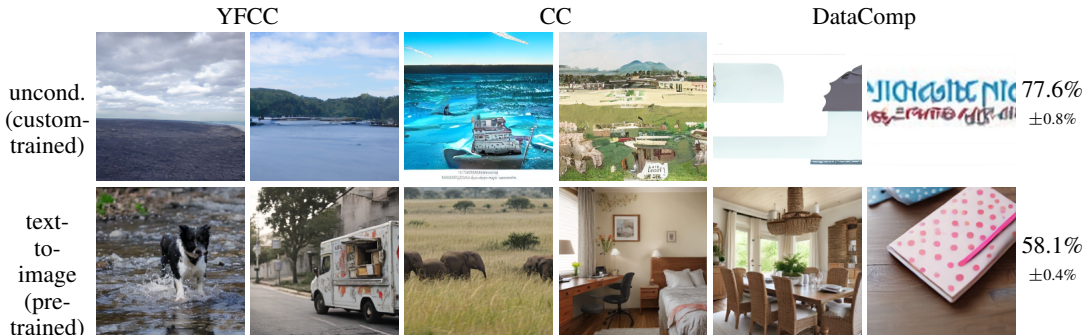 YFCC CC DataComp
uncond.
(custom-
trained)
77.6%
±0.8%
text-
to-
image
(pre-
trained)
58.1%
±0.4%